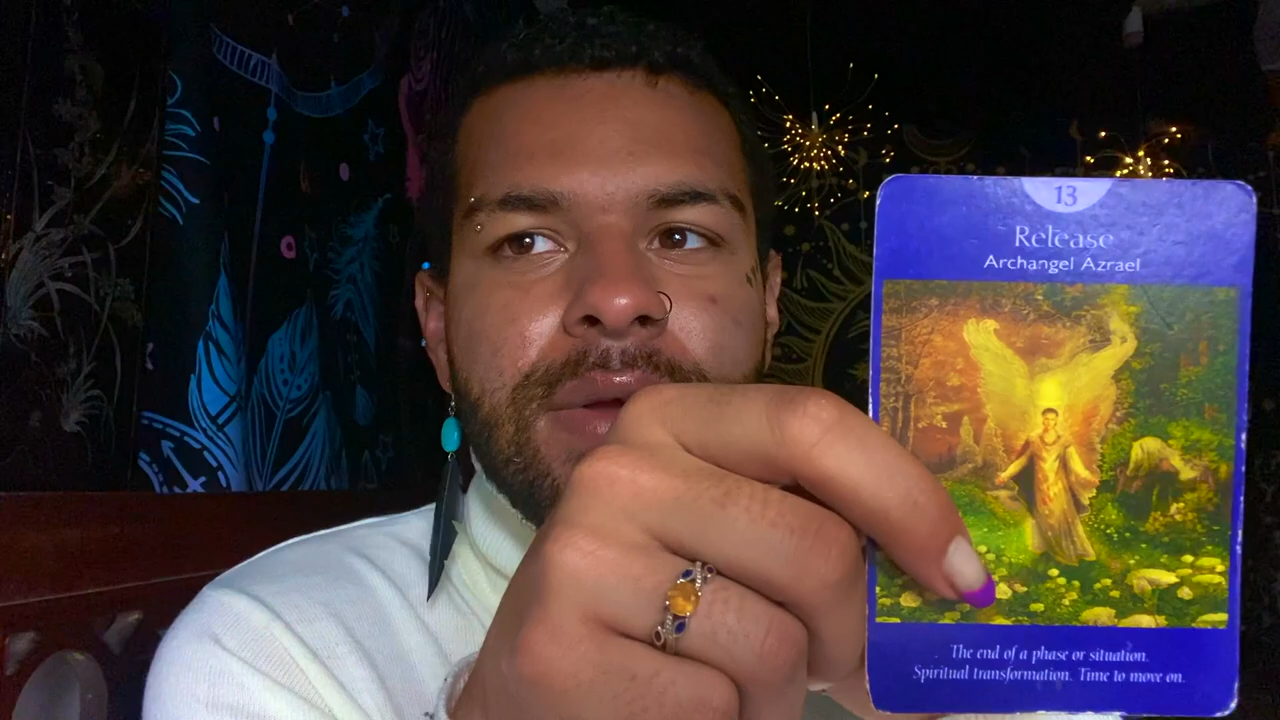 13
Release
Archangel Azrael
The end of a phase or situation.
Spiritual transformation. Time to move on.